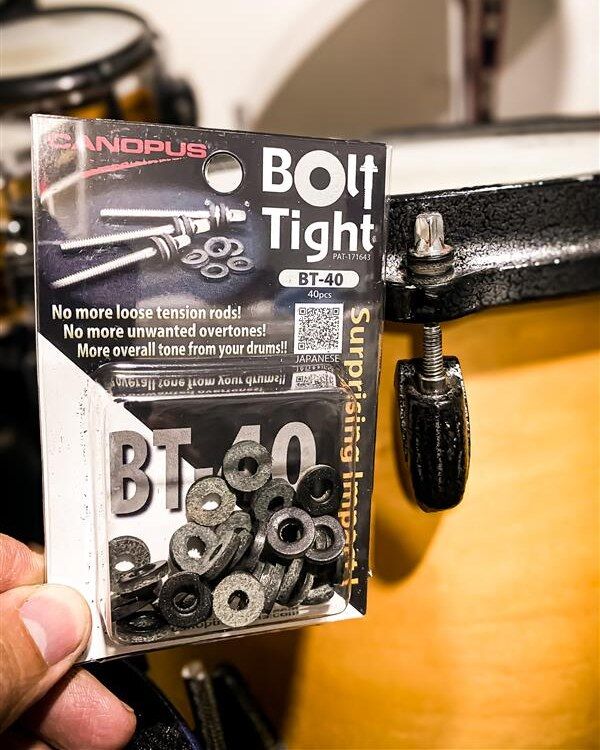 CANOPUS
Bolt
Tight
PAT-171643
BT-40
40pcs
No more loose tension rods!
No more unwanted overtones!
More overall tone from your drums!!
JAPANESE
Surprising
BT-40